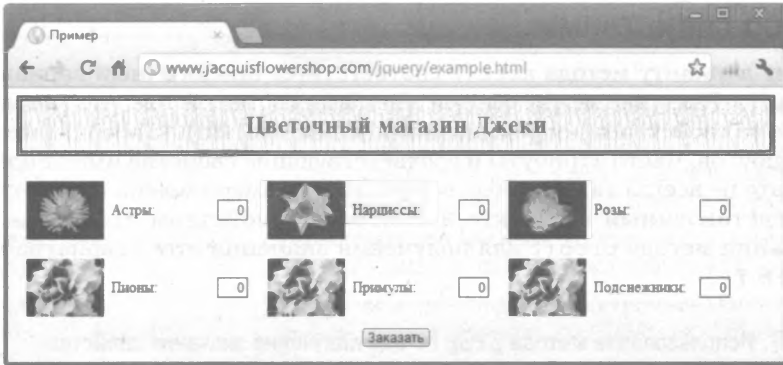 Пример
www.jacquisflowershop.com/jquery/example.html
Цветочный магазин Джеки
Астры: 0 Нарциссы: 0 Розы: 0
Пионы: 0 Примулы: 0 Подснежники: 0
Заказать